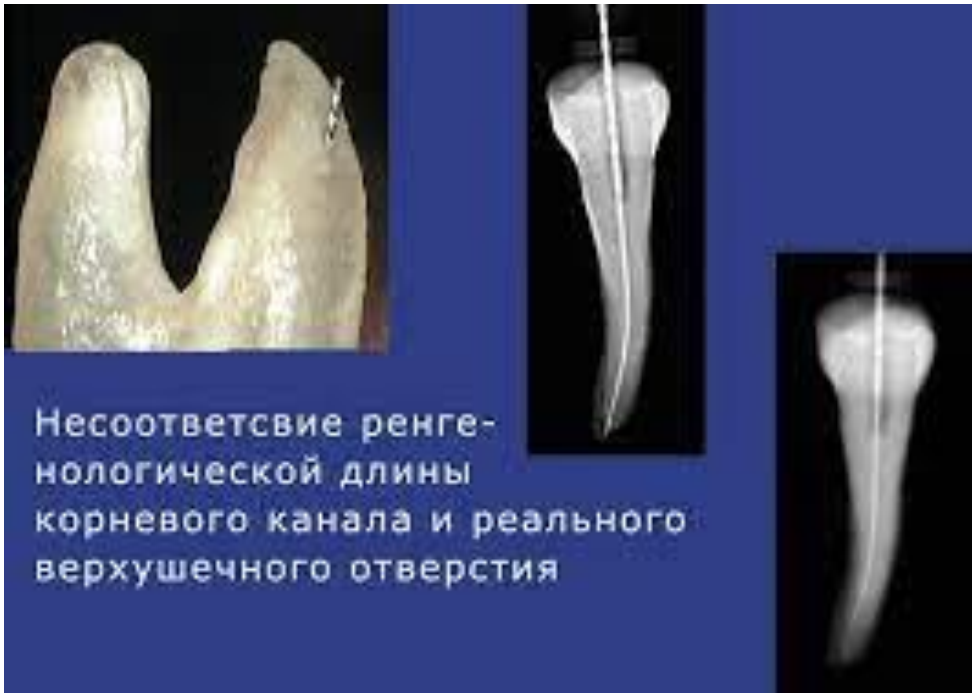 Несоответсвие ренге-
нологической длины
корневого канала и реального
верхушечного отверстия